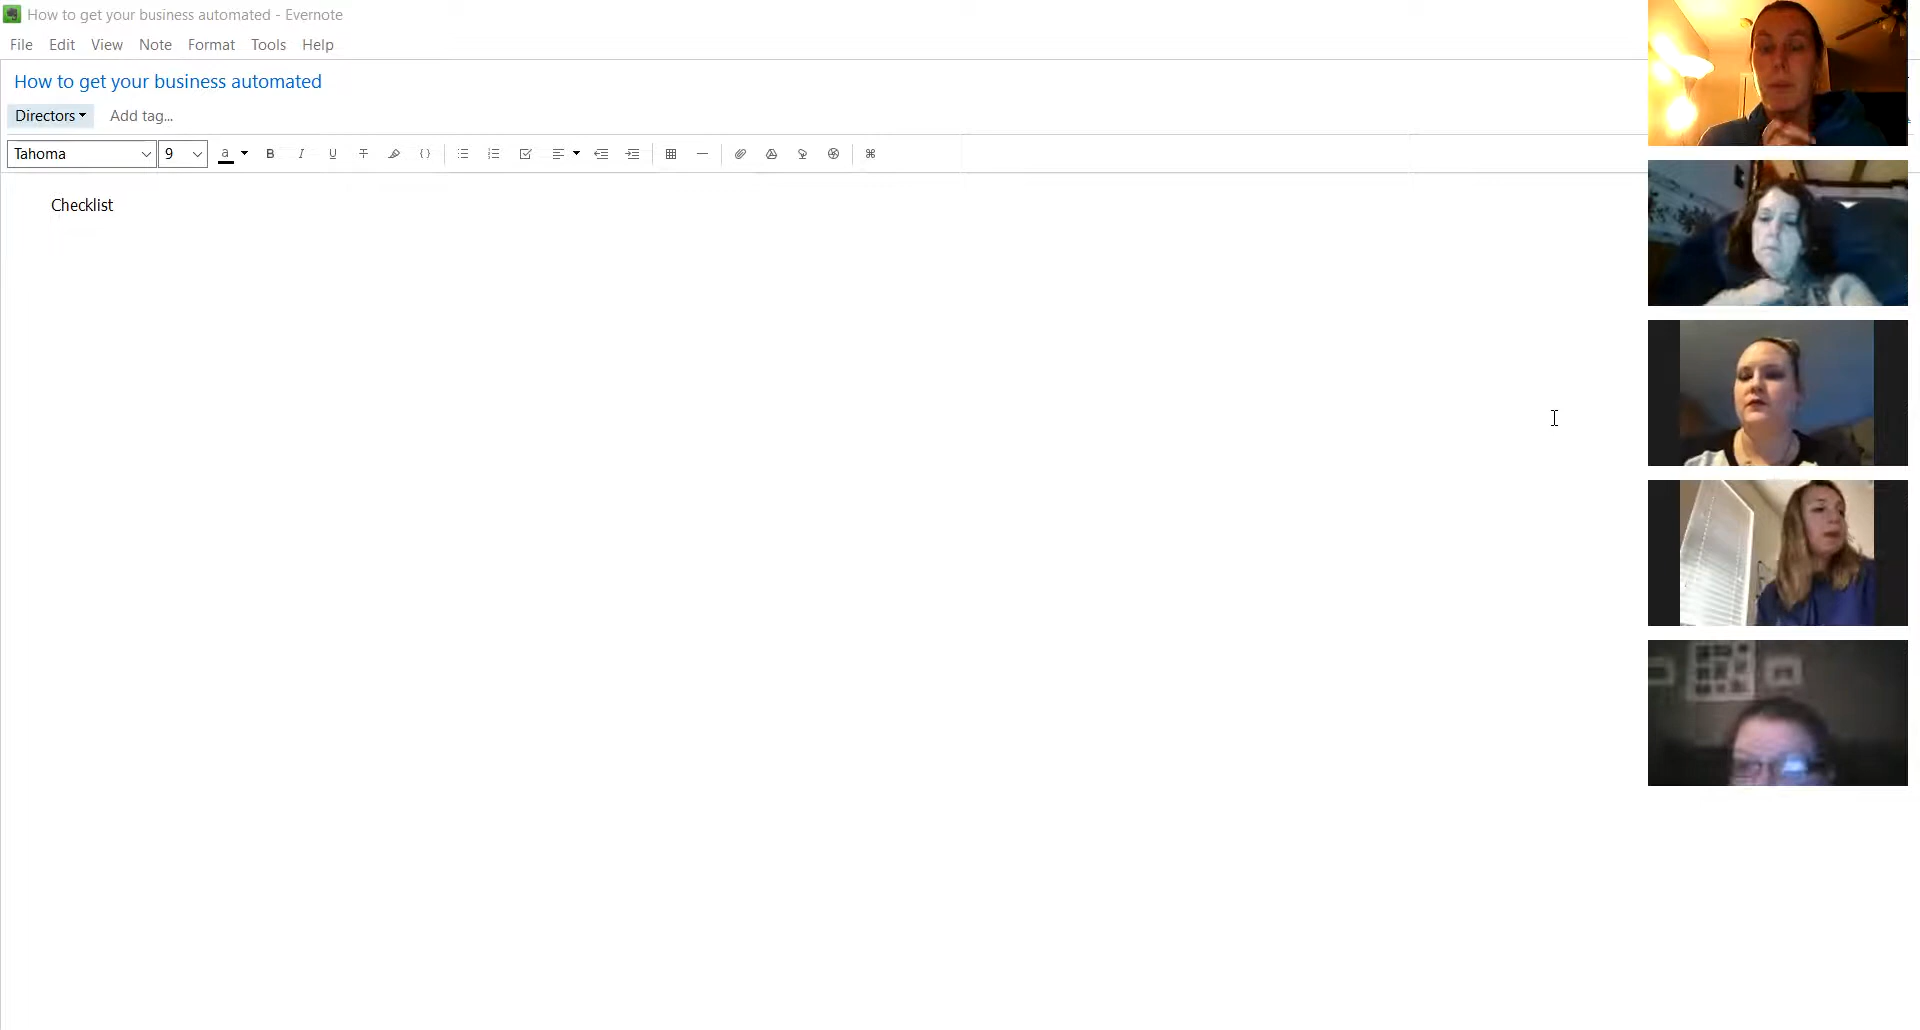 How to get your business automated - Evernote
File Edit View Note Format Tools Help
How to get your business automated
Directors Add tag...
Tahoma 9 a B I U T {}
Checklist